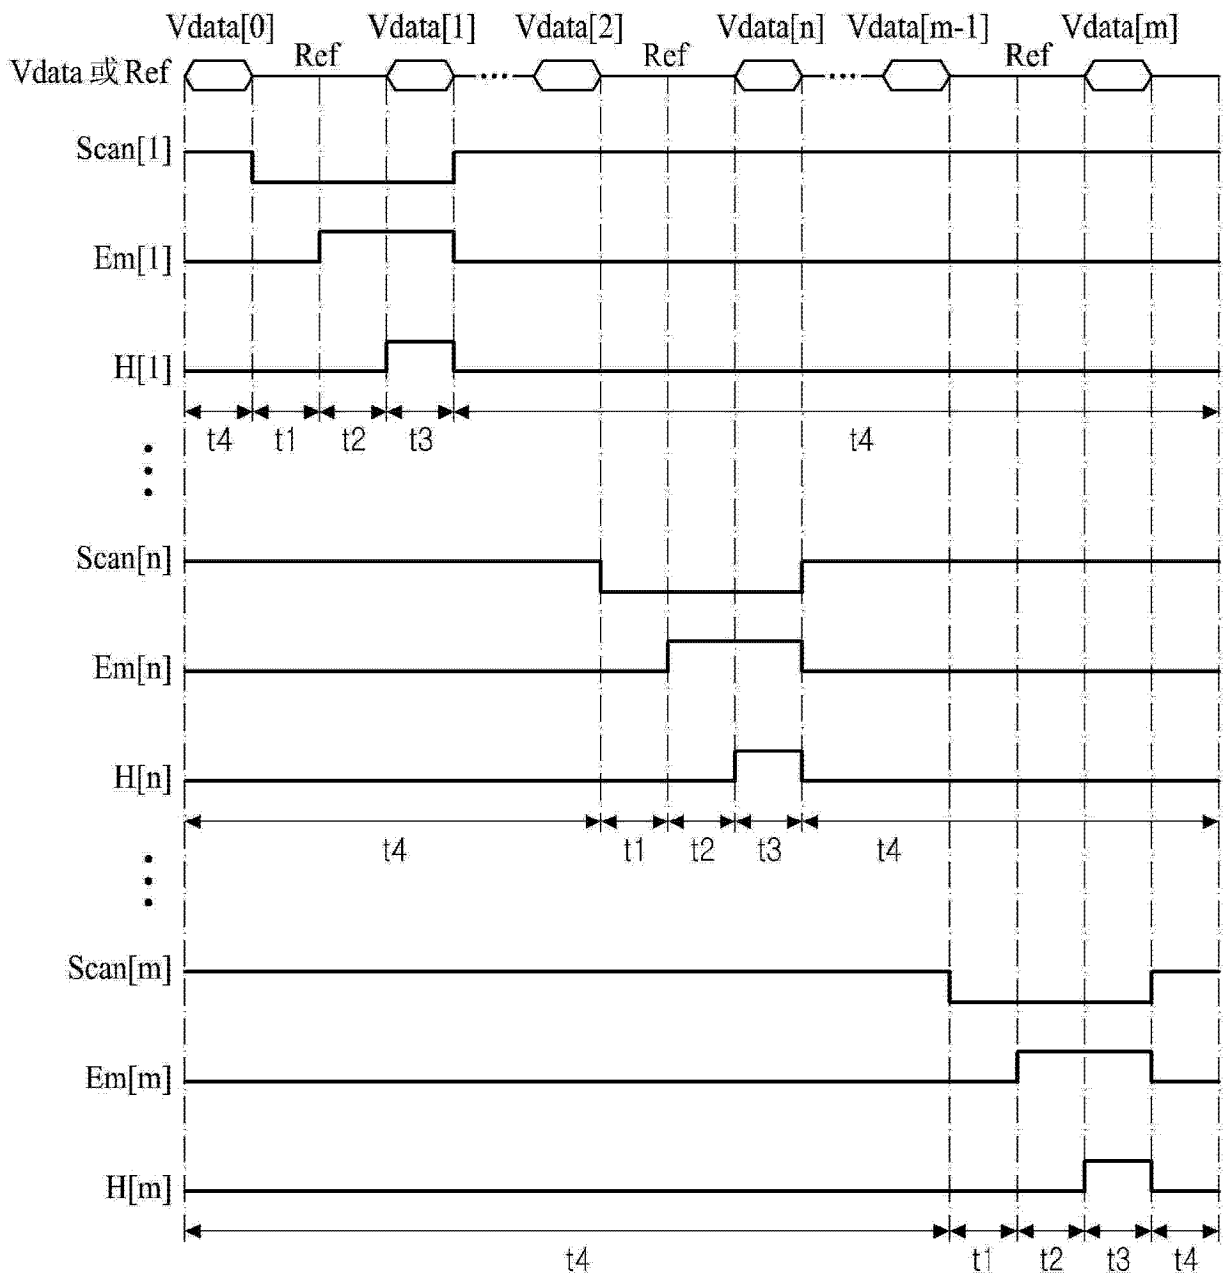 Vdata[0] Vdata[1] Vdata[2] Vdata[n] Vdata[m-1] Vdata[m]
Ref Ref Ref
Vdata 或 Ref
Scan[1]
Em[1]
H[1]
t4 t1 t2 t3 t4
Scan[n]
Em[n]
H[n]
t4 t1 t2 t3 t4
Scan[m]
Em[m]
H[m]
t4 t1 t2 t3 t4